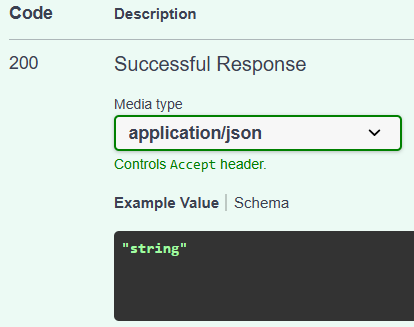 Code Description
200 Successful Response
Media type
application/json
Controls Accept header.
Example Value Schema
"string"